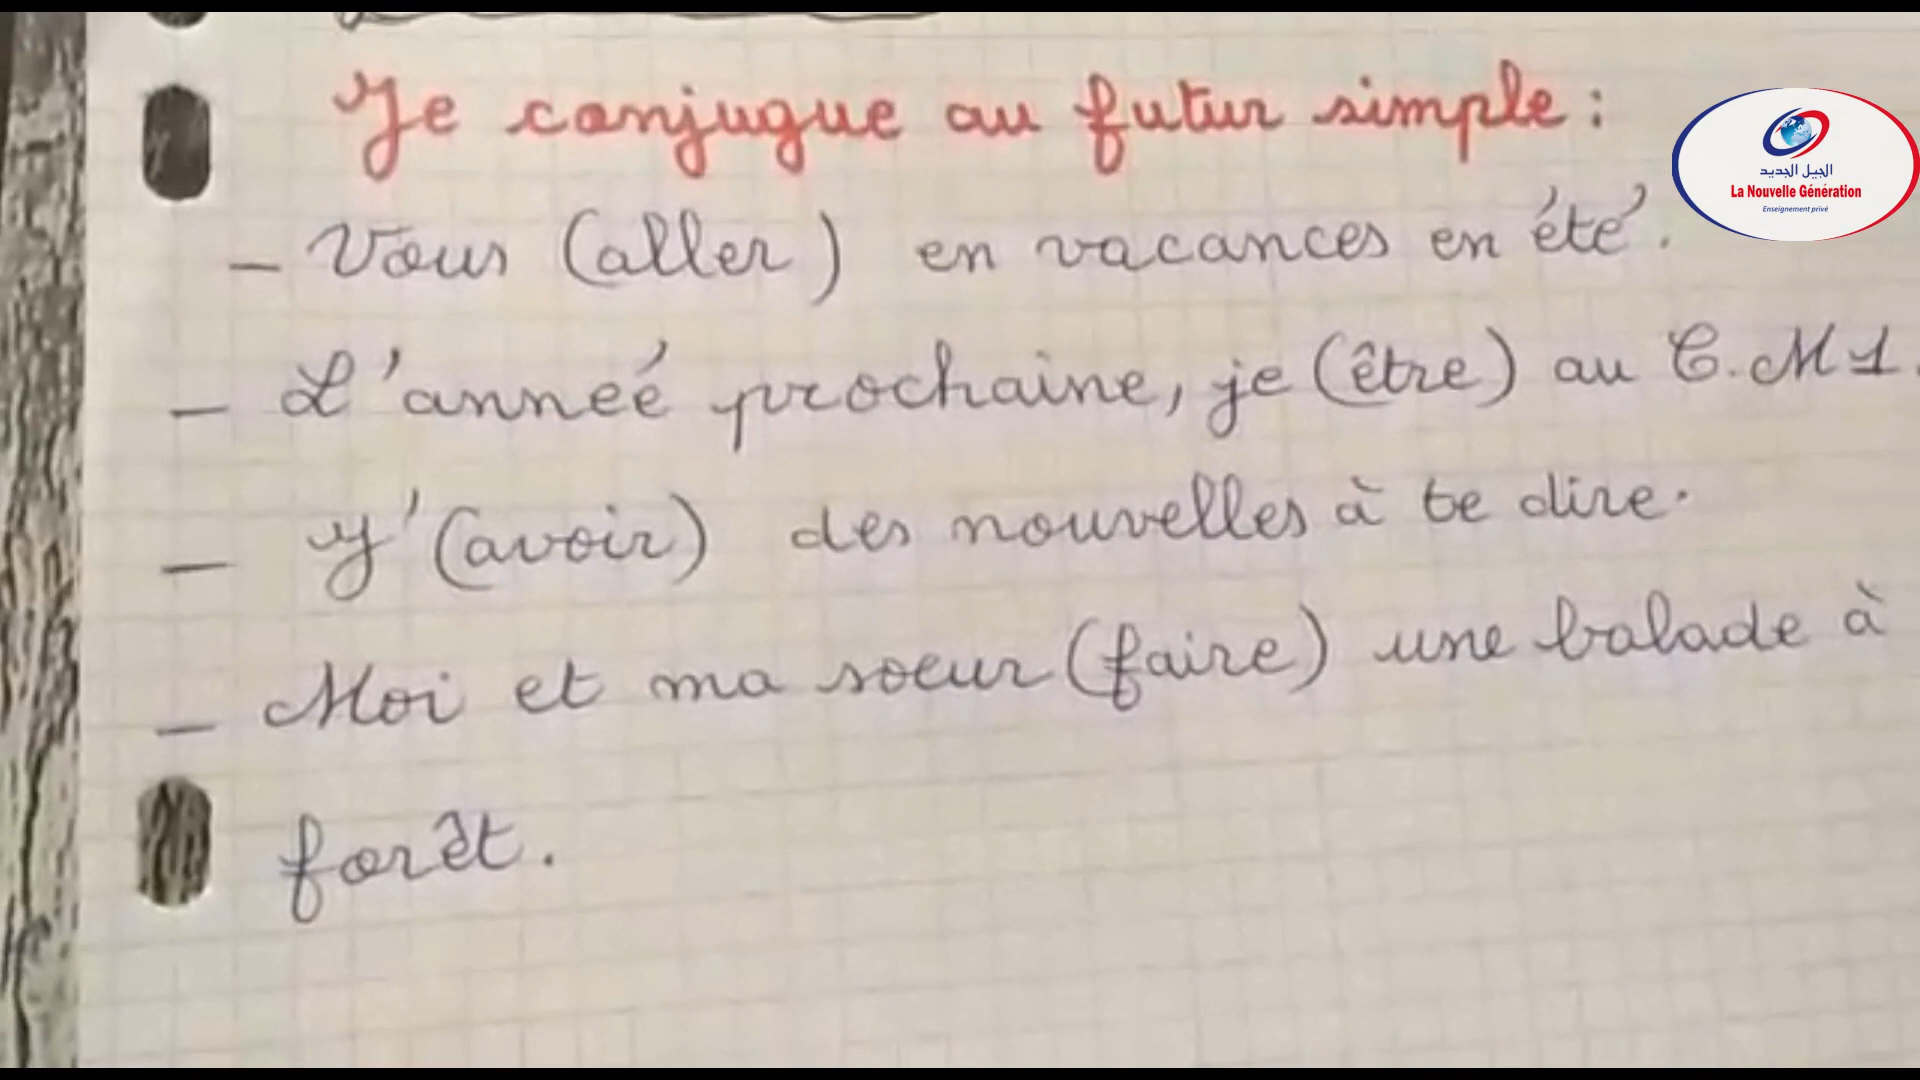 Je conjugue au futur simple :
الجيل الجديد
La Nouvelle Génération
Enseignement privé
- Vous (aller) en vacances en été.
- L'anneé prochaine, je (être) au C.M1.
- J'(avoir) des nouvelles à te dire.
- Moi et ma soeur (faire) une balade à
forêt.